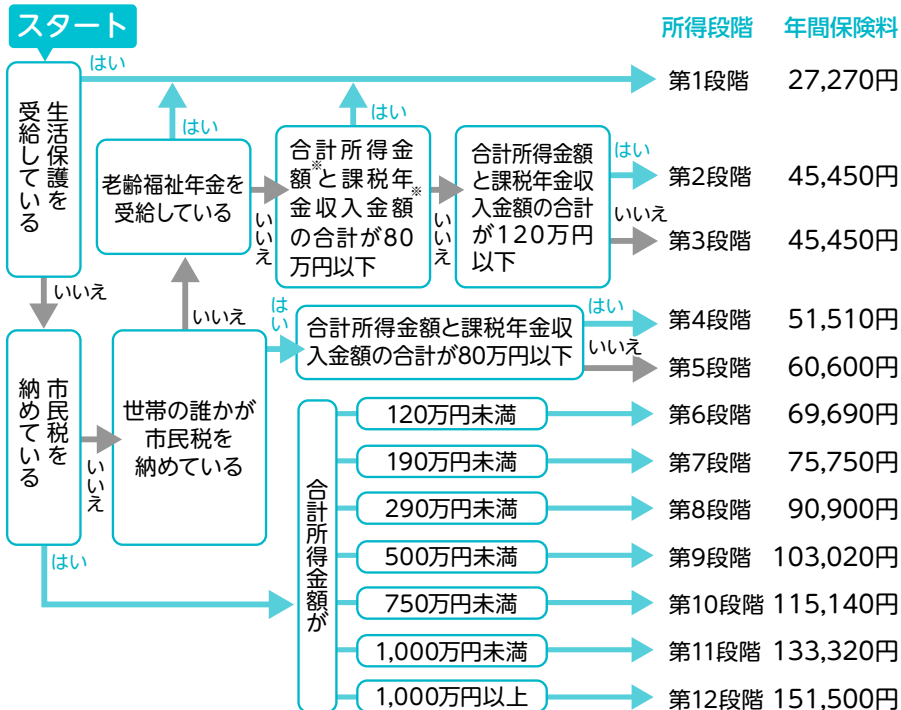 スタート
所得段階 年間保険料
はい
第1段階 27,270円
生活保護を
受給している
はい
はい
老齢福祉年金を
受給している
いいえ
合計所得金
額※と課税年
金収入金額※
の合計が80
万円以下
いいえ
合計所得金額
と課税年金収
入金額の合計
が120万円
以下
はい
第2段階 45,450円
いいえ
第3段階 45,450円
いいえ
いいえ
はい
合計所得金額と課税年金収
入金額の合計が80万円以下
はい
第4段階 51,510円
いいえ
第5段階 60,600円
市民税を
納めている
いいえ
世帯の誰かが
市民税を
納めている
はい
合計所得金額が
120万円未満 第6段階 69,690円
190万円未満 第7段階 75,750円
290万円未満 第8段階 90,900円
500万円未満 第9段階 103,020円
750万円未満 第10段階 115,140円
1,000万円未満 第11段階 133,320円
1,000万円以上 第12段階 151,500円